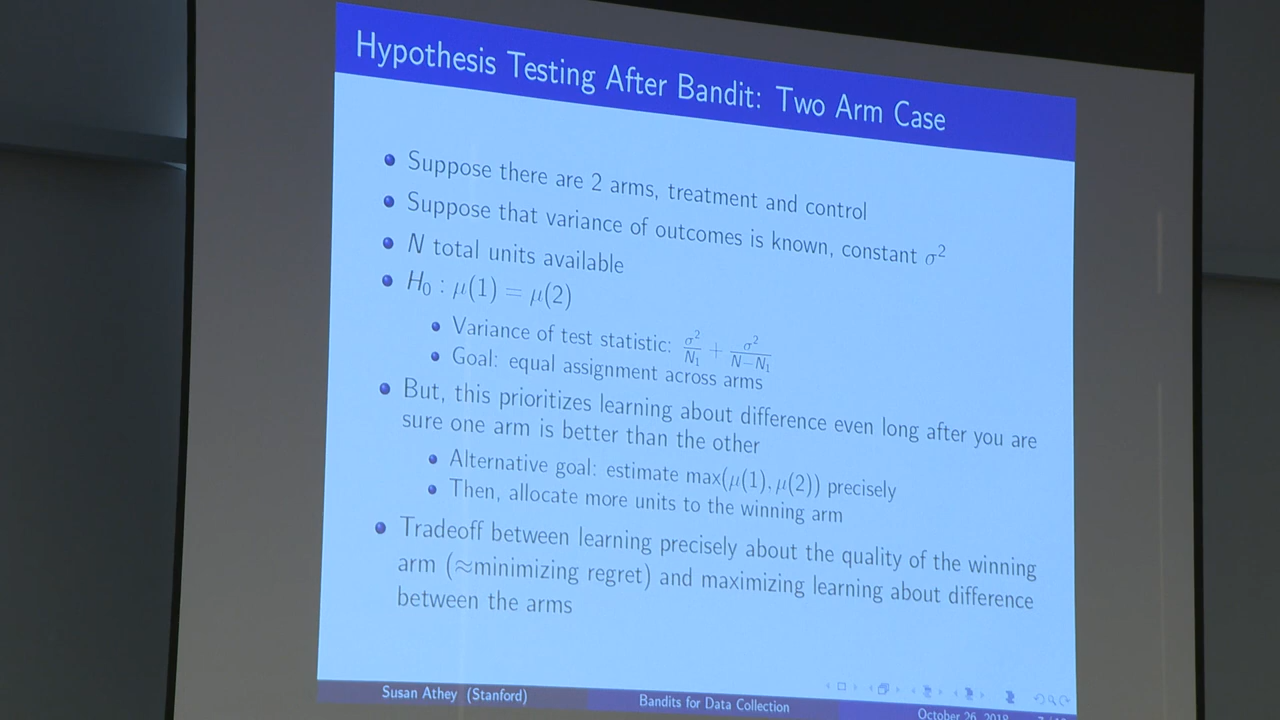 Hypothesis Testing After Bandit: Two Arm Case
Suppose there are 2 arms, treatment and control
Suppose that variance of outcomes is known, constant σ²
N total units available
H₀ : μ(1) = μ(2)
Variance of test statistic: σ²/N₁ + σ²/(N−N₁)
Goal: equal assignment across arms
But, this prioritizes learning about difference even long after you are
sure one arm is better than the other
Alternative goal: estimate max(μ(1), μ(2)) precisely
Then, allocate more units to the winning arm
Tradeoff between learning precisely about the quality of the winning
arm (≈minimizing regret) and maximizing learning about difference
between the arms
Susan Athey (Stanford)
Bandits for Data Collection
October 26,